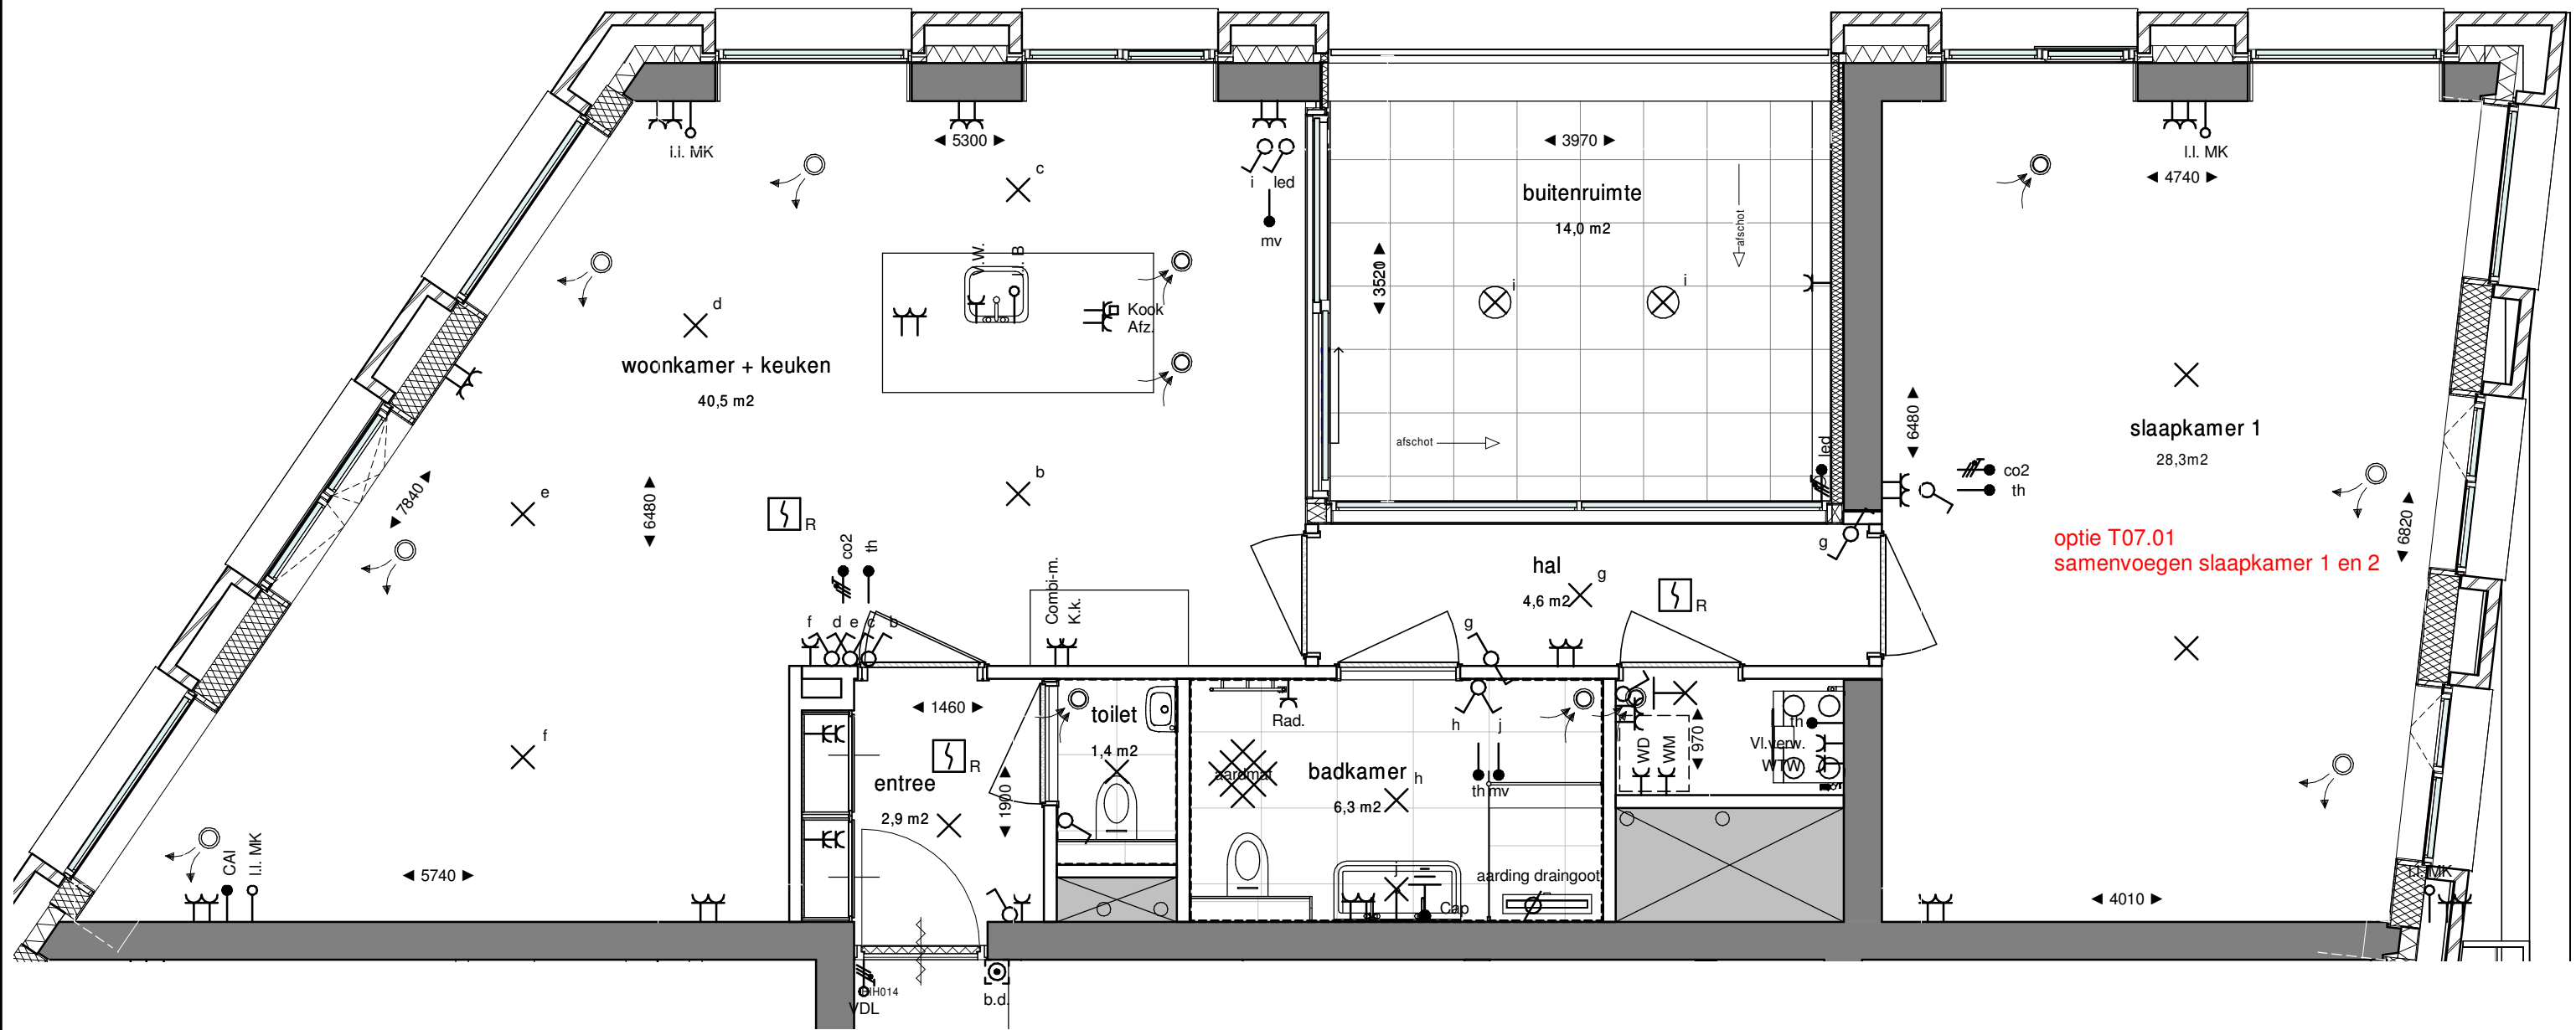 i.i. MK
◄ 5300 ►
c
i
led
mv
◄ 3970 ►
buitenruimte
14,0 m2
afschot
I.I. MK
◄ 4740 ►
V.W.
B
Kook
Afz.
◄ 3520 ►
i
i
d
woonkamer + keuken
40,5 m2
◄ 7840 ►
e
◄ 6480 ►
b
R
afschot
led
◄ 6480 ►
slaapkamer 1
28,3m2
co2
th
optie T07.01
samenvoegen slaapkamer 1 en 2
◄ 6820 ►
co2
th
g
hal
4,6 m2
g
R
Combi-m.
K.k.
f
d
e
c
b
g
f
◄ 1460 ►
toilet
1,4 m2
Rad.
h
j
WD
WM
◄ 970 ►
th
Vl.verw.
WTW
R
entree
2,9 m2
◄ 1900 ►
aardmat
badkamer
h
6,3 m2
th
mv
CAI
I.I. MK
◄ 5740 ►
j
Cap
aarding draingoot
◄ 4010 ►
I.I. MK
HH014
VDL
b.d.